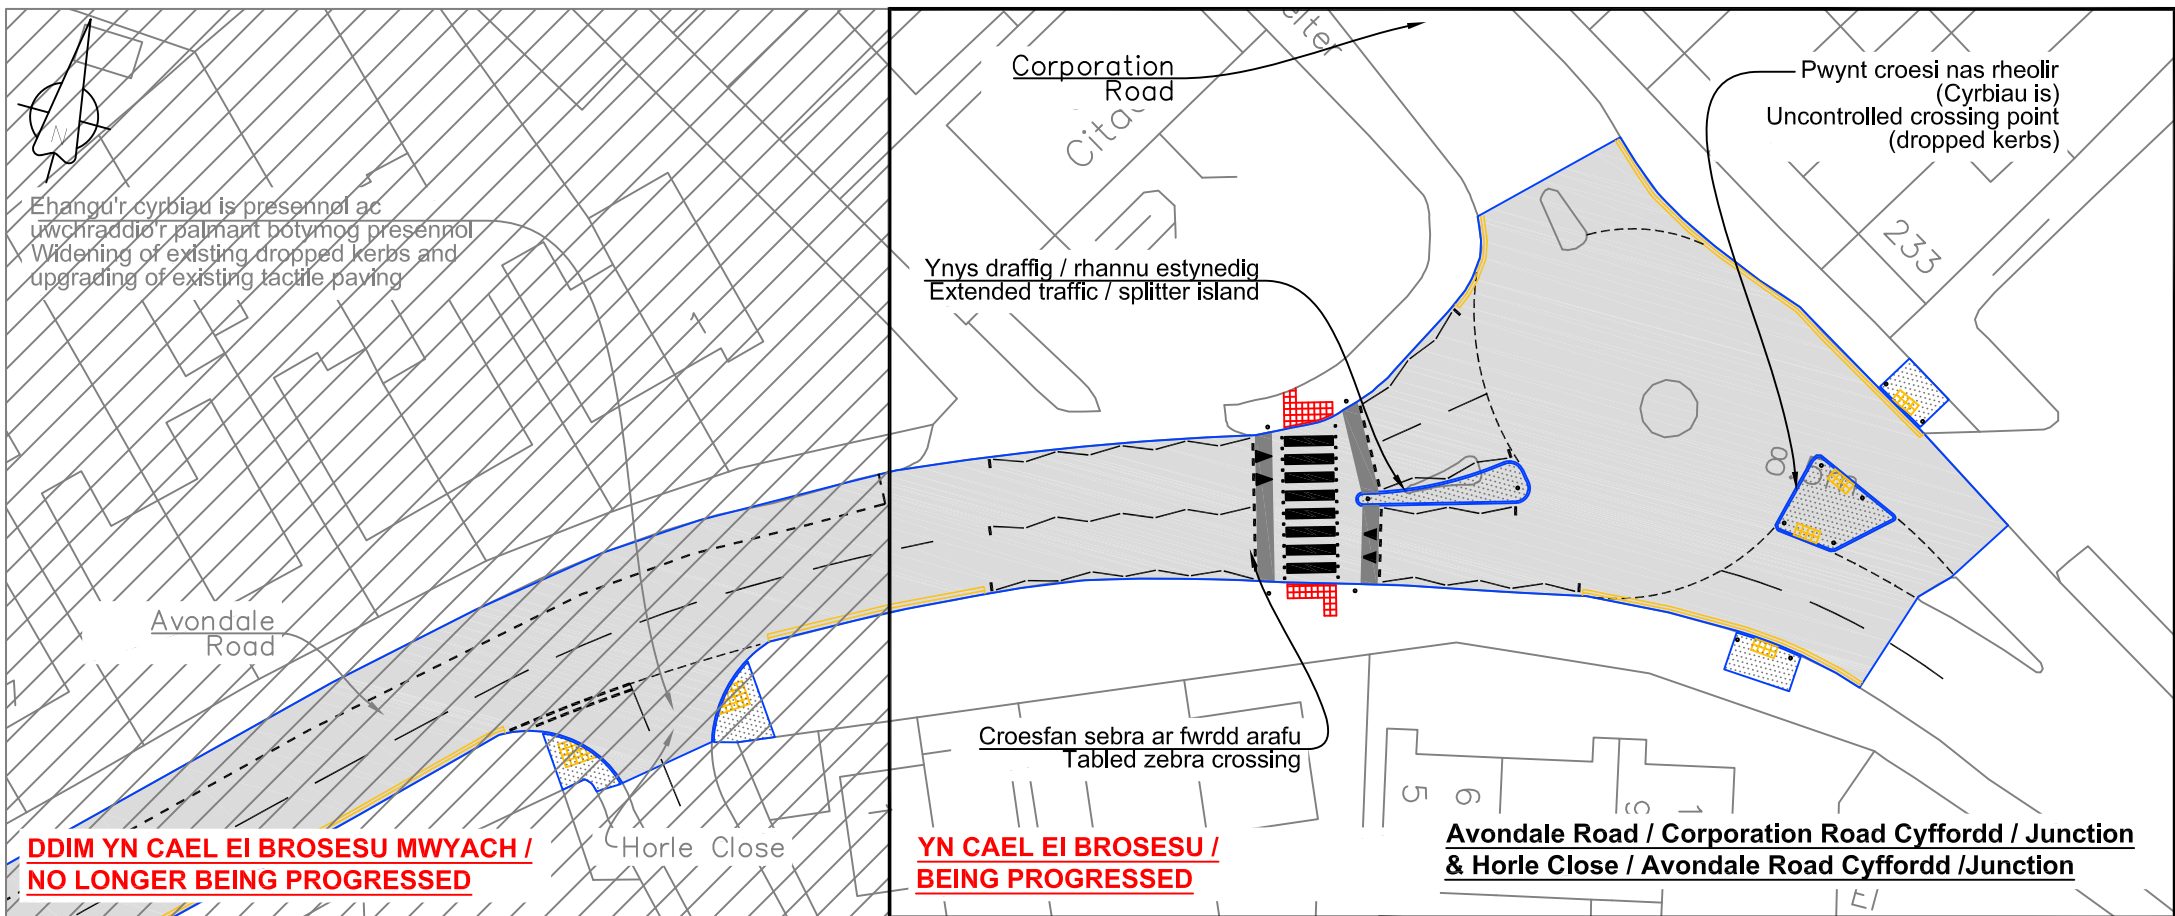 N
Ehangu'r cyrbiau is presennol ac
uwchraddio'r palmant botymog presennol
Widening of existing dropped kerbs and
upgrading of existing tactile paving
Avondale
Road
Horle Close
1
DDIM YN CAEL EI BROSESU MWYACH /
NO LONGER BEING PROGRESSED
Corporation
Road
Pwynt croesi nas rheolir
(Cyrbiau is)
Uncontrolled crossing point
(dropped kerbs)
233
Ynys draffig / rhannu estynedig
Extended traffic / splitter island
Croesfan sebra ar fwrdd arafu
Tabled zebra crossing
5
6
YN CAEL EI BROSESU /
BEING PROGRESSED
Avondale Road / Corporation Road Cyffordd / Junction
& Horle Close / Avondale Road Cyffordd /Junction
El